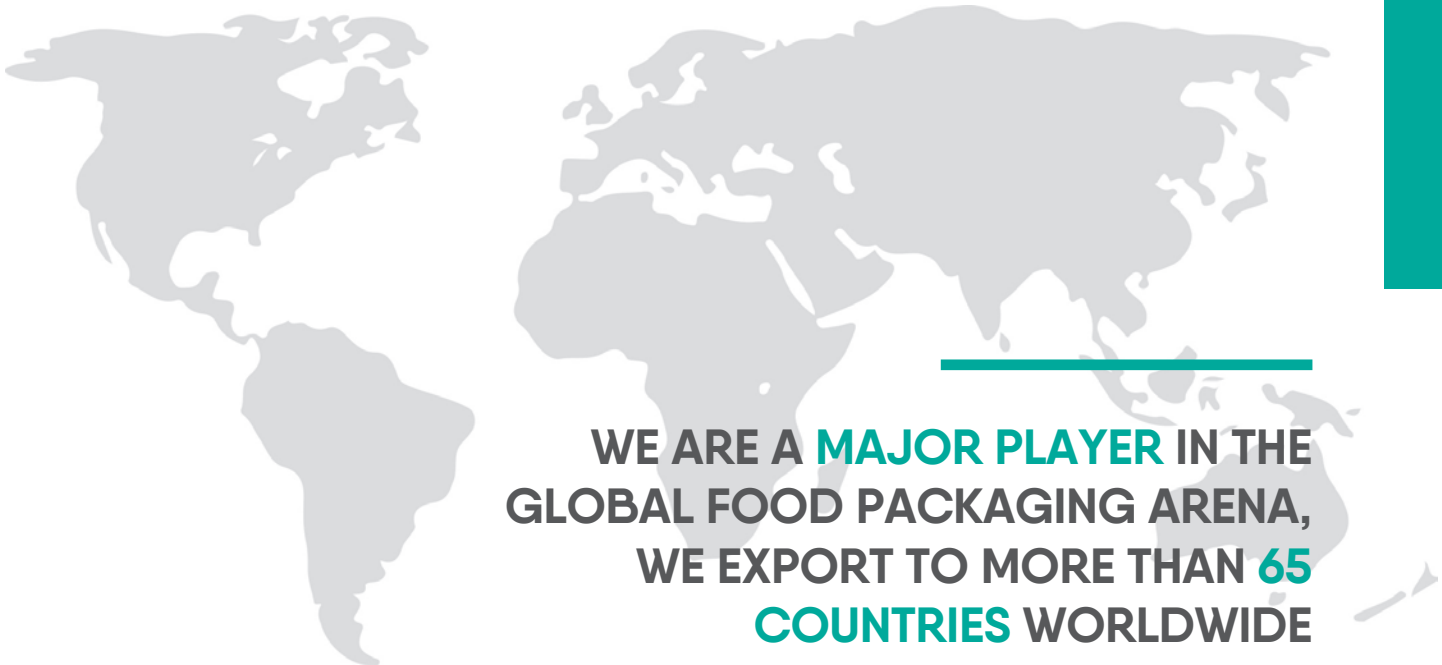 WE ARE A MAJOR PLAYER IN THE
GLOBAL FOOD PACKAGING ARENA,
WE EXPORT TO MORE THAN 65
COUNTRIES WORLDWIDE